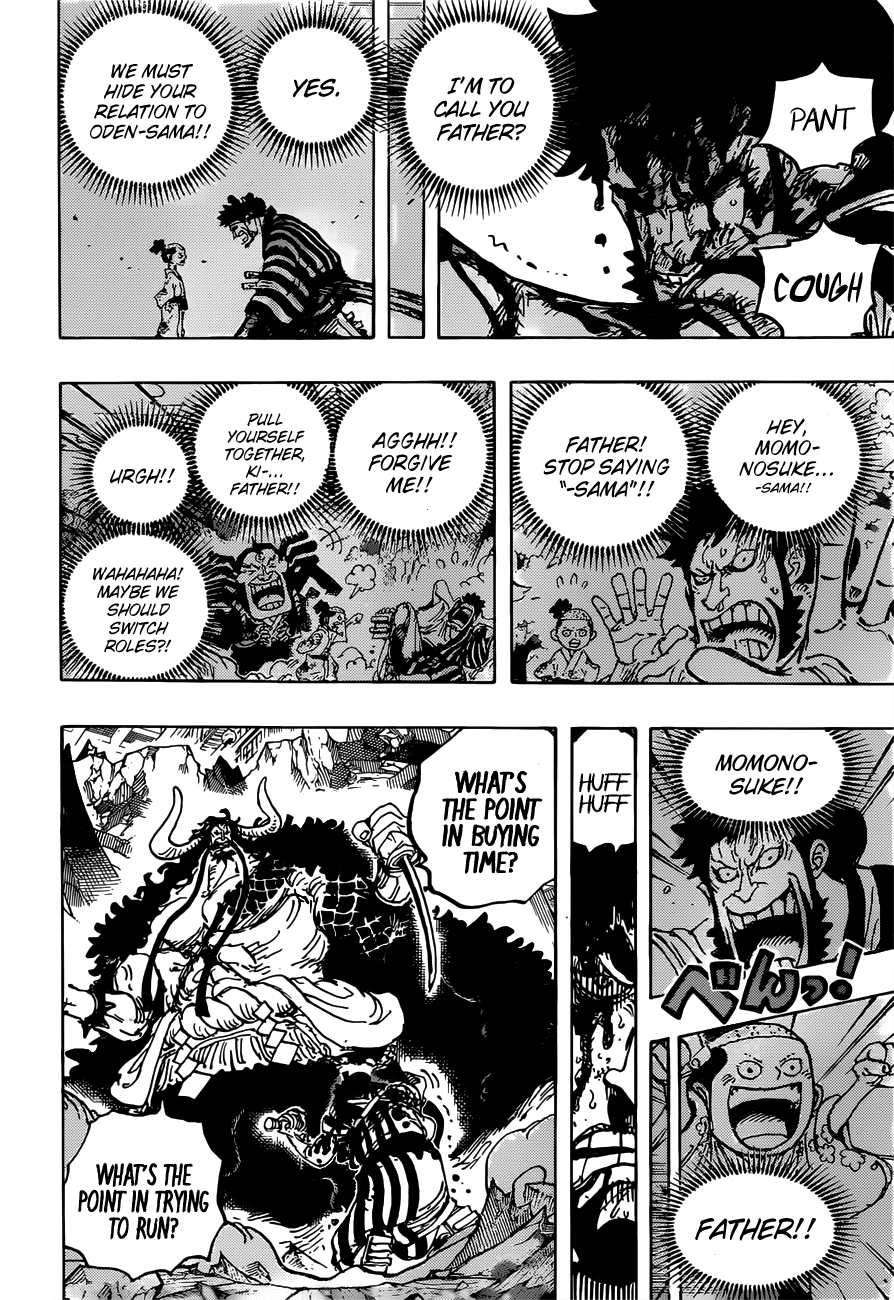 PANT
I'M TO
CALL YOU
FATHER?
COUGH
YES.
WE MUST
HIDE YOUR
RELATION TO
ODEN-SAMA!!
HEY,
MOMO-
NOSUKE...
-SAMA!!
FATHER!
STOP SAYING
"-SAMA"!!
AGGHH!!
FORGIVE
ME!!
PULL
YOURSELF
TOGETHER,
KI-...
FATHER!!
URGH!!
WAHAHAHA!
MAYBE WE
SHOULD
SWITCH
ROLES?!
MOMONO-
SUKE!!
べんっ!
FATHER!!
HUFF
HUFF
WHAT'S
THE POINT
IN BUYING
TIME?
WHAT'S THE
POINT IN TRYING
TO RUN?